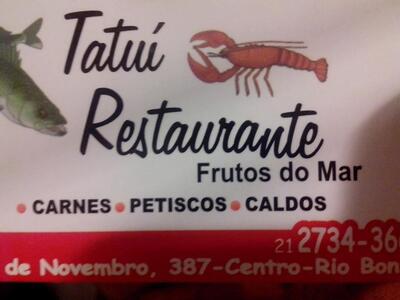 Tatuí
Restaurante
Frutos do Mar
• CARNES • PETISCOS • CALDOS
21 2734-36
de Novembro, 387-Centro-Rio Bon